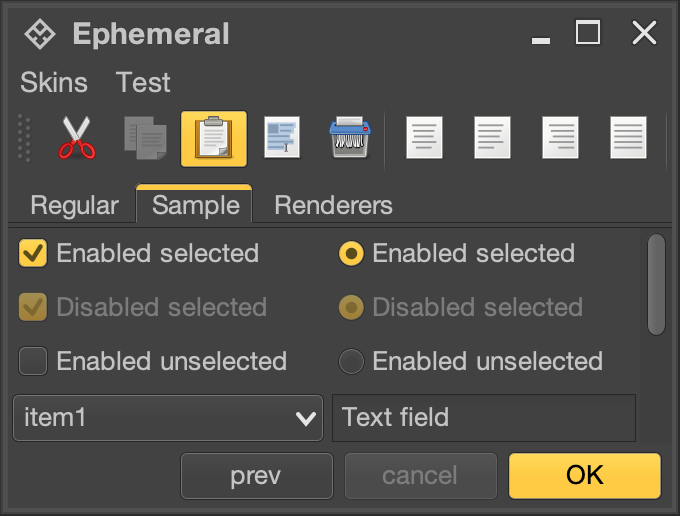 Ephemeral
Skins Test
Regular Sample Renderers
Enabled selected Enabled selected
Disabled selected Disabled selected
Enabled unselected Enabled unselected
item1 Text field
prev cancel OK